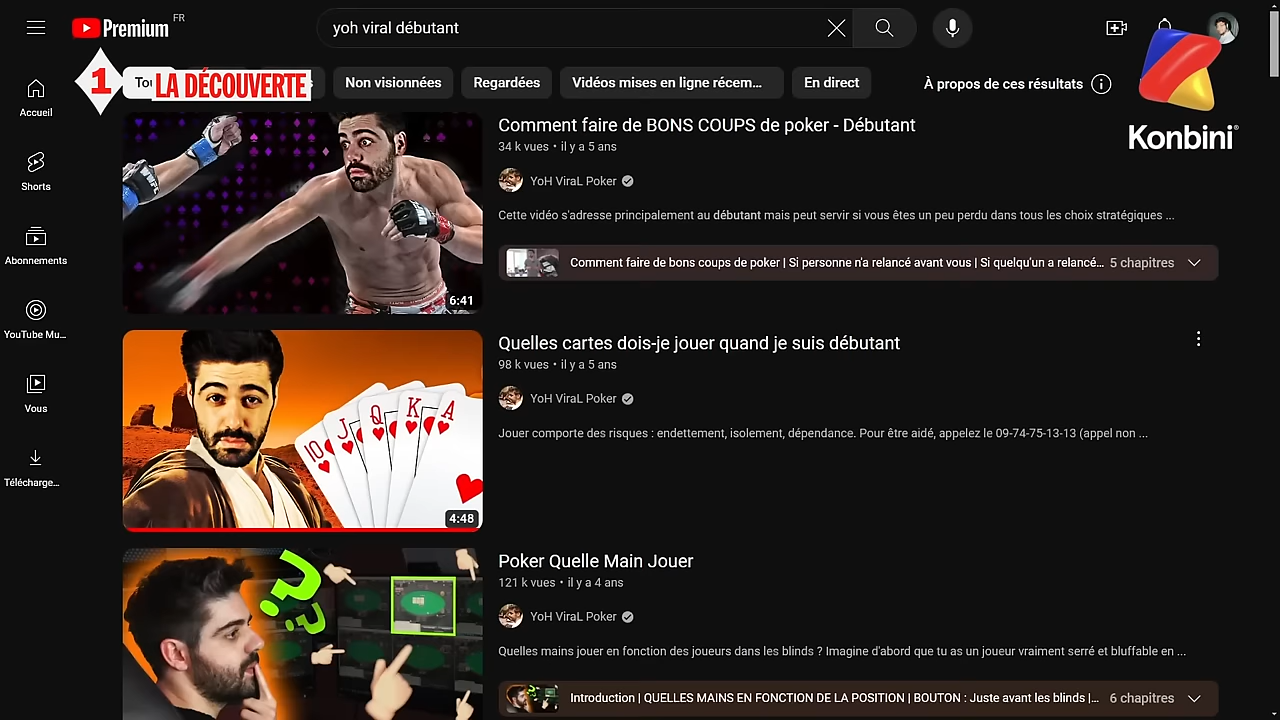 Premium FR
yoh viral débutant
1
LA DÉCOUVERTE
Non visionnées
Regardées
Vidéos mises en ligne récem...
En direct
À propos de ces résultats
Konbini
Accueil
Shorts
Abonnements
YouTube Mu...
Vous
Télécharge...
6:41
Comment faire de BONS COUPS de poker - Débutant
34 k vues • il y a 5 ans
YoH ViraL Poker
Cette vidéo s'adresse principalement au débutant mais peut servir si vous êtes un peu perdu dans tous les choix stratégiques ...
Comment faire de bons coups de poker | Si personne n'a relancé avant vous | Si quelqu'un a relancé... 5 chapitres
10 J Q K A
4:48
Quelles cartes dois-je jouer quand je suis débutant
98 k vues • il y a 5 ans
YoH ViraL Poker
Jouer comporte des risques : endettement, isolement, dépendance. Pour être aidé, appelez le 09-74-75-13-13 (appel non ...
Poker Quelle Main Jouer
121 k vues • il y a 4 ans
YoH ViraL Poker
Quelles mains jouer en fonction des joueurs dans les blinds ? Imagine d'abord que tu as un joueur vraiment serré et bluffable en ...
Introduction | QUELLES MAINS EN FONCTION DE LA POSITION | BOUTON : Juste avant les blinds |... 6 chapitres